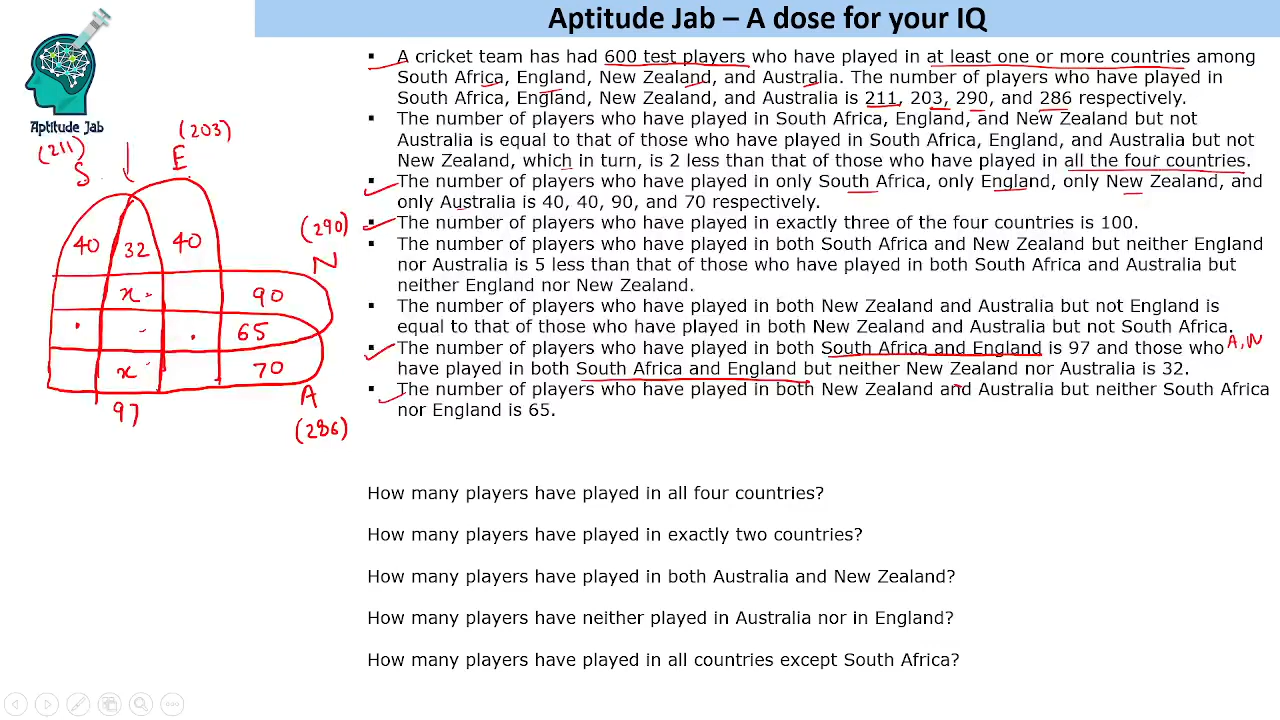 Aptitude Jab – A dose for your IQ
Aptitude Jab
▪ A cricket team has had 600 test players who have played in at least one or more countries among
South Africa, England, New Zealand, and Australia. The number of players who have played in
South Africa, England, New Zealand, and Australia is 211, 203, 290, and 286 respectively.
▪ The number of players who have played in South Africa, England, and New Zealand but not
Australia is equal to that of those who have played in South Africa, England, and Australia but not
New Zealand, which in turn, is 2 less than that of those who have played in all the four countries.
▪ The number of players who have played in only South Africa, only England, only New Zealand, and
only Australia is 40, 40, 90, and 70 respectively.
▪ The number of players who have played in exactly three of the four countries is 100.
▪ The number of players who have played in both South Africa and New Zealand but neither England
nor Australia is 5 less than that of those who have played in both South Africa and Australia but
neither England nor New Zealand.
▪ The number of players who have played in both New Zealand and Australia but not England is
equal to that of those who have played in both New Zealand and Australia but not South Africa.
▪ The number of players who have played in both South Africa and England is 97 and those who
A, N
have played in both South Africa and England but neither New Zealand nor Australia is 32.
▪ The number of players who have played in both New Zealand and Australia but neither South Africa
nor England is 65.
(203)
(211)
S
E
(290)
N
40 32 40
x 90
65
x 70
A
97
(286)
How many players have played in all four countries?
How many players have played in exactly two countries?
How many players have played in both Australia and New Zealand?
How many players have neither played in Australia nor in England?
How many players have played in all countries except South Africa?